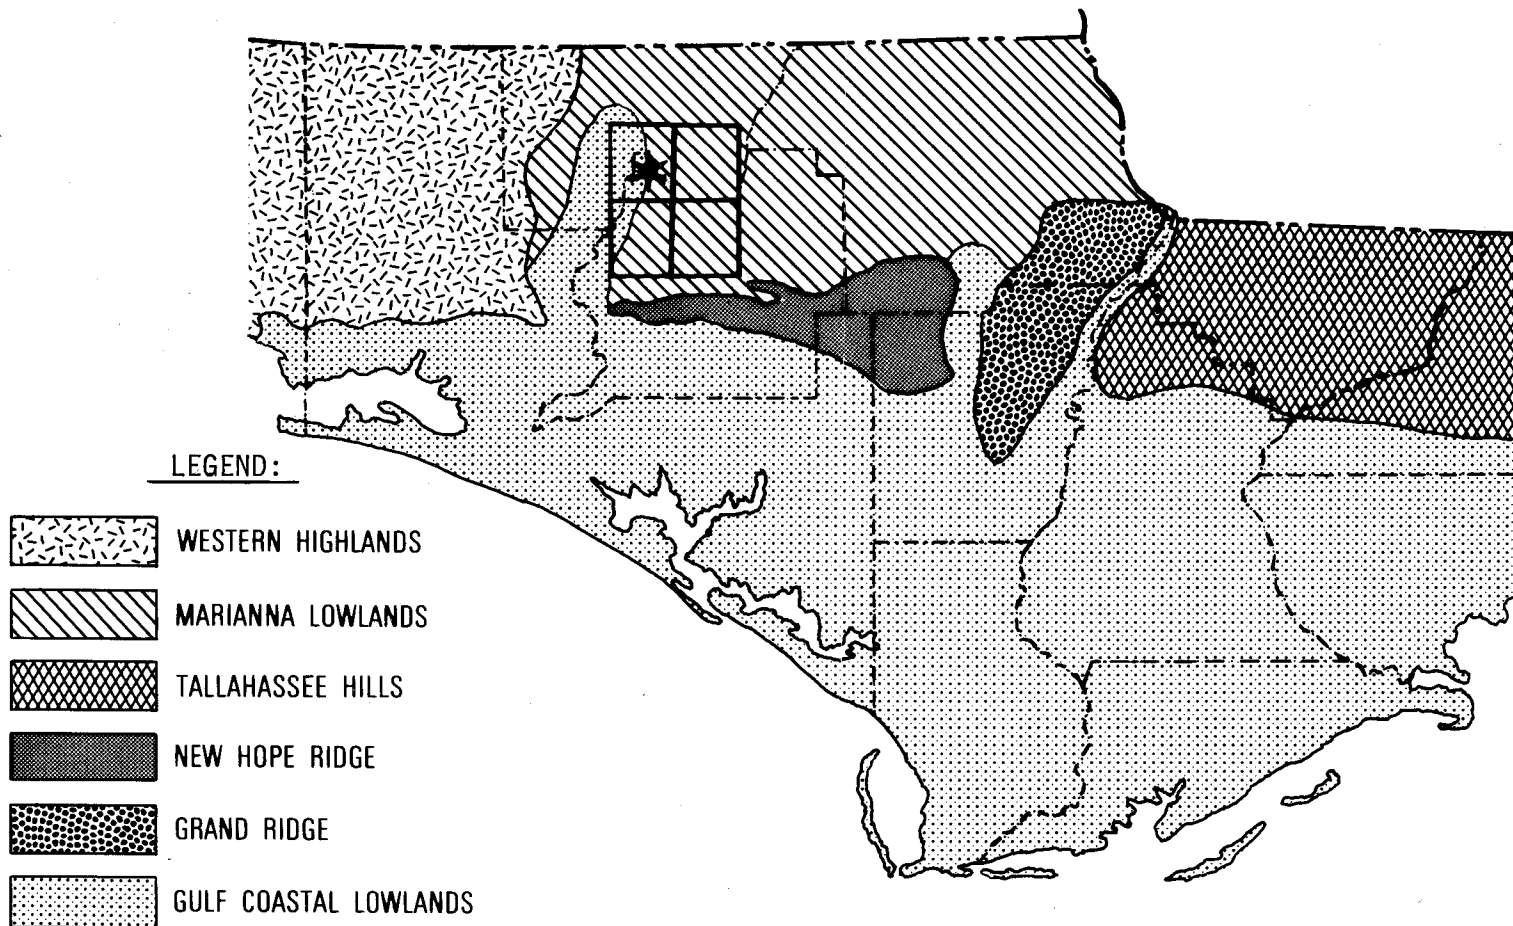 LEGEND:
WESTERN HIGHLANDS
MARIANNA LOWLANDS
TALLAHASSEE HILLS
NEW HOPE RIDGE
GRAND RIDGE
GULF COASTAL LOWLANDS